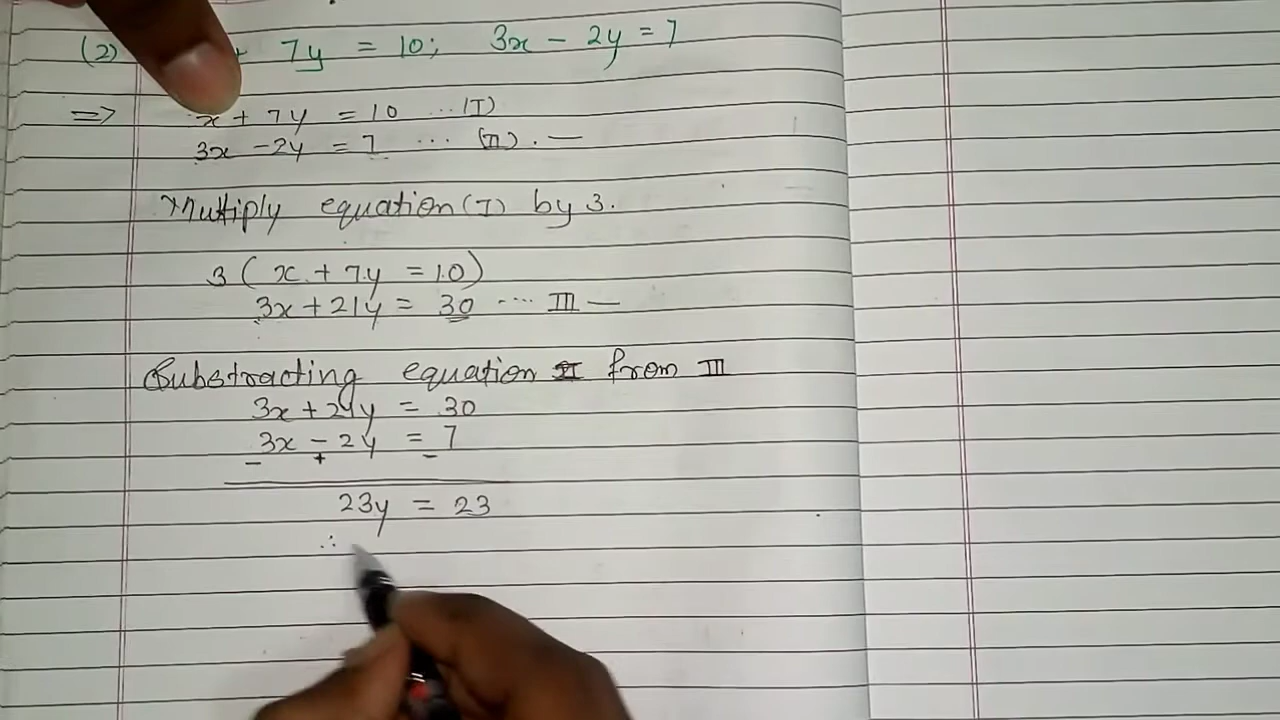 (2) + 7y = 10; 3x - 2y = 7
=> x + 7y = 10 ... (I)
3x - 2y = 7 ... (II). —
Multiply equation (I) by 3.
3 (x + 7y = 10)
3x + 21y = 30 .... III —
Substracting equation II from III
3x + 21y = 30
3x - 2y = 7
- + -
23y = 23
∴